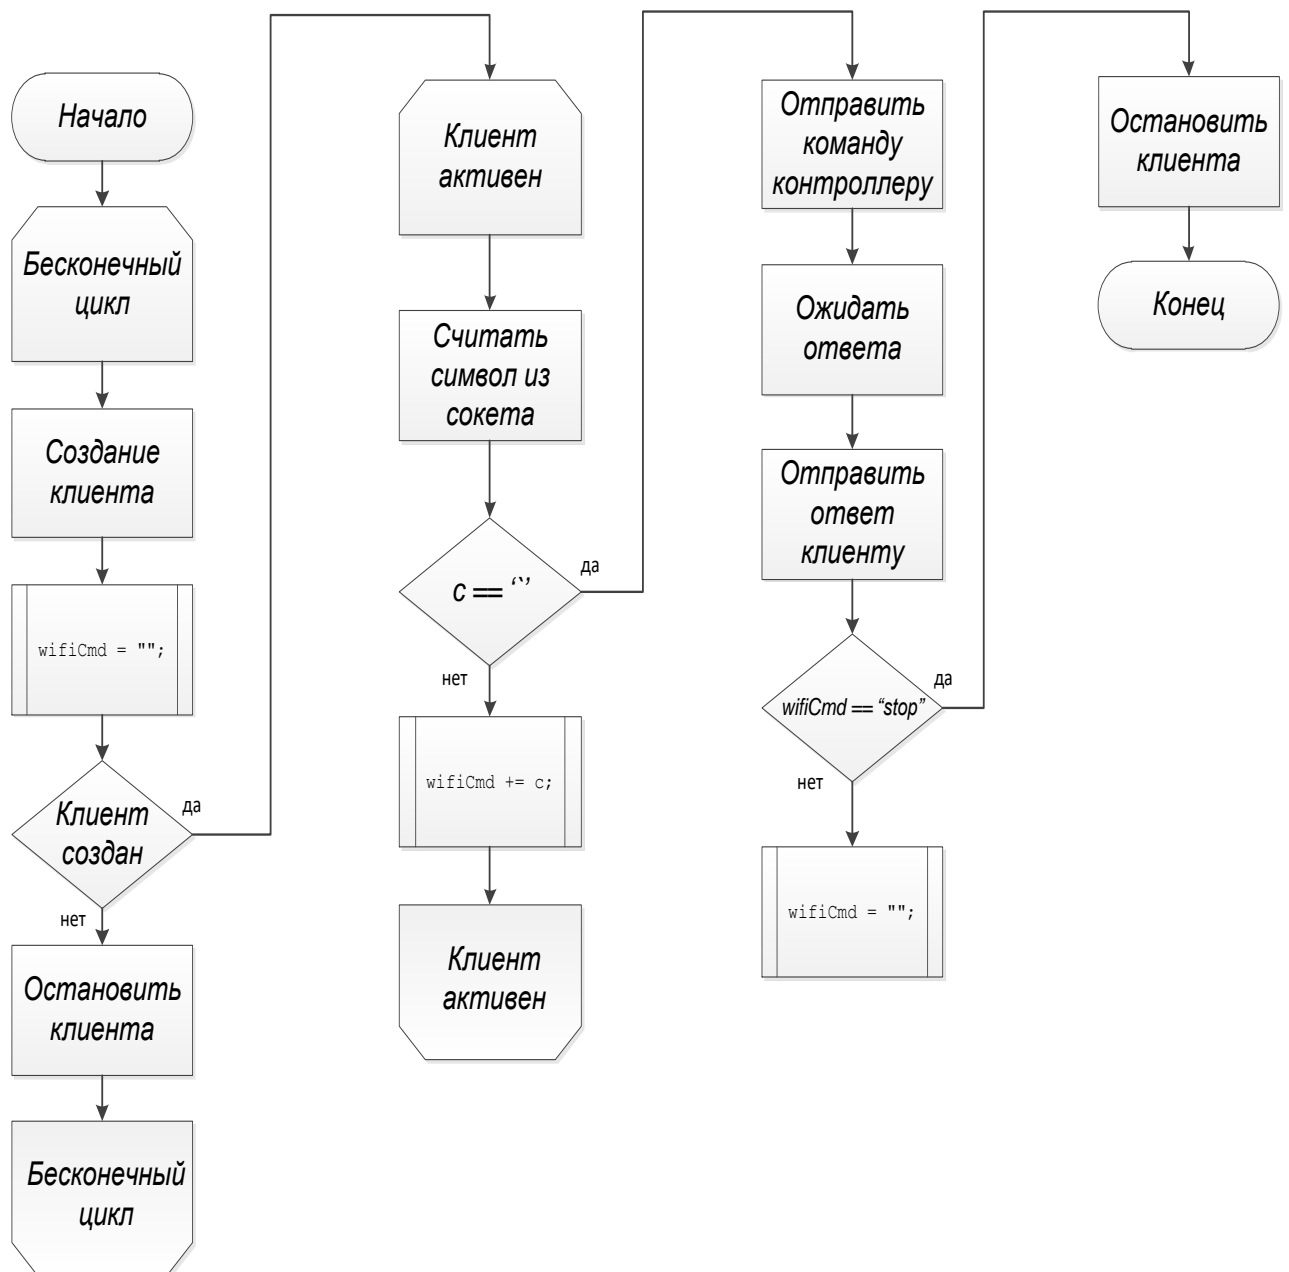 Начало
Бесконечный
цикл
Создание
клиента
wifiCmd = "";
Клиент
создан
да
нет
Остановить
клиента
Бесконечный
цикл
Клиент
активен
Считать
символ из
сокета
c == ‘`’
да
нет
wifiCmd += c;
Клиент
активен
Отправить
команду
контроллеру
Ожидать
ответа
Отправить
ответ
клиенту
wifiCmd == “stop”
да
нет
wifiCmd = "";
Остановить
клиента
Конец